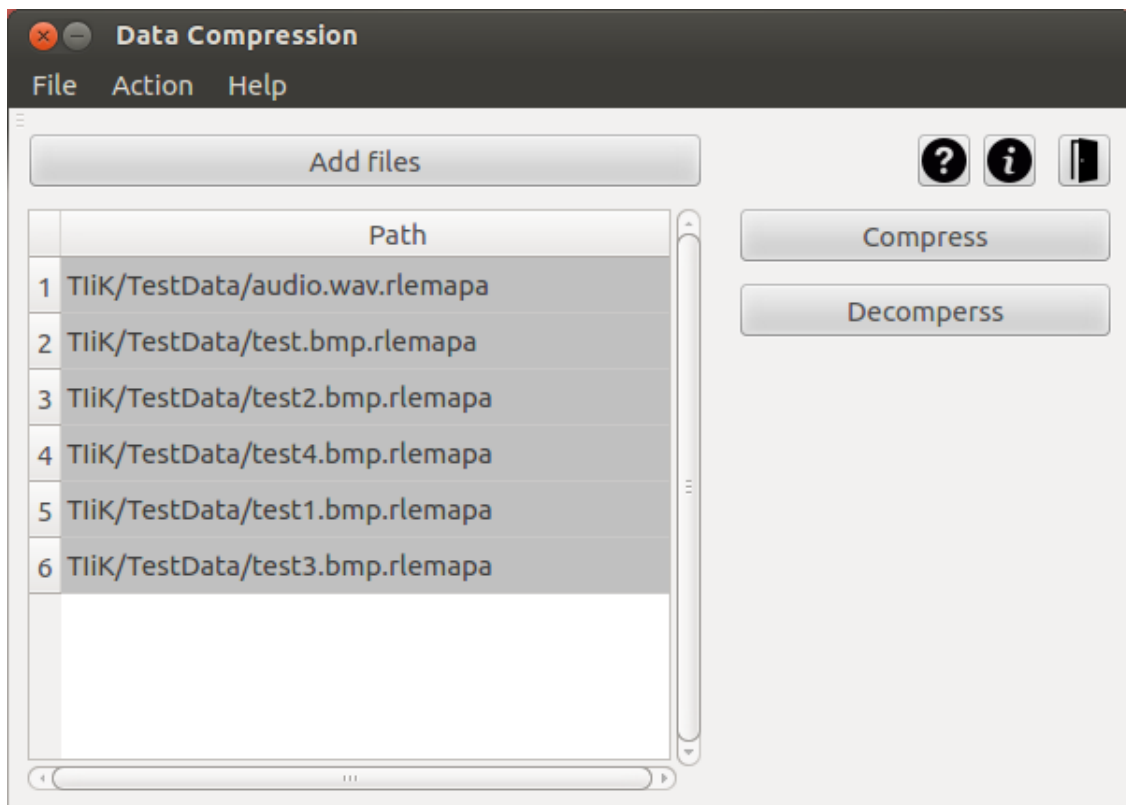 Data Compression
File Action Help
Add files
Path
Compress
Decomperss
1 TIiK/TestData/audio.wav.rlemapa
2 TIiK/TestData/test.bmp.rlemapa
3 TIiK/TestData/test2.bmp.rlemapa
4 TIiK/TestData/test4.bmp.rlemapa
5 TIiK/TestData/test1.bmp.rlemapa
6 TIiK/TestData/test3.bmp.rlemapa